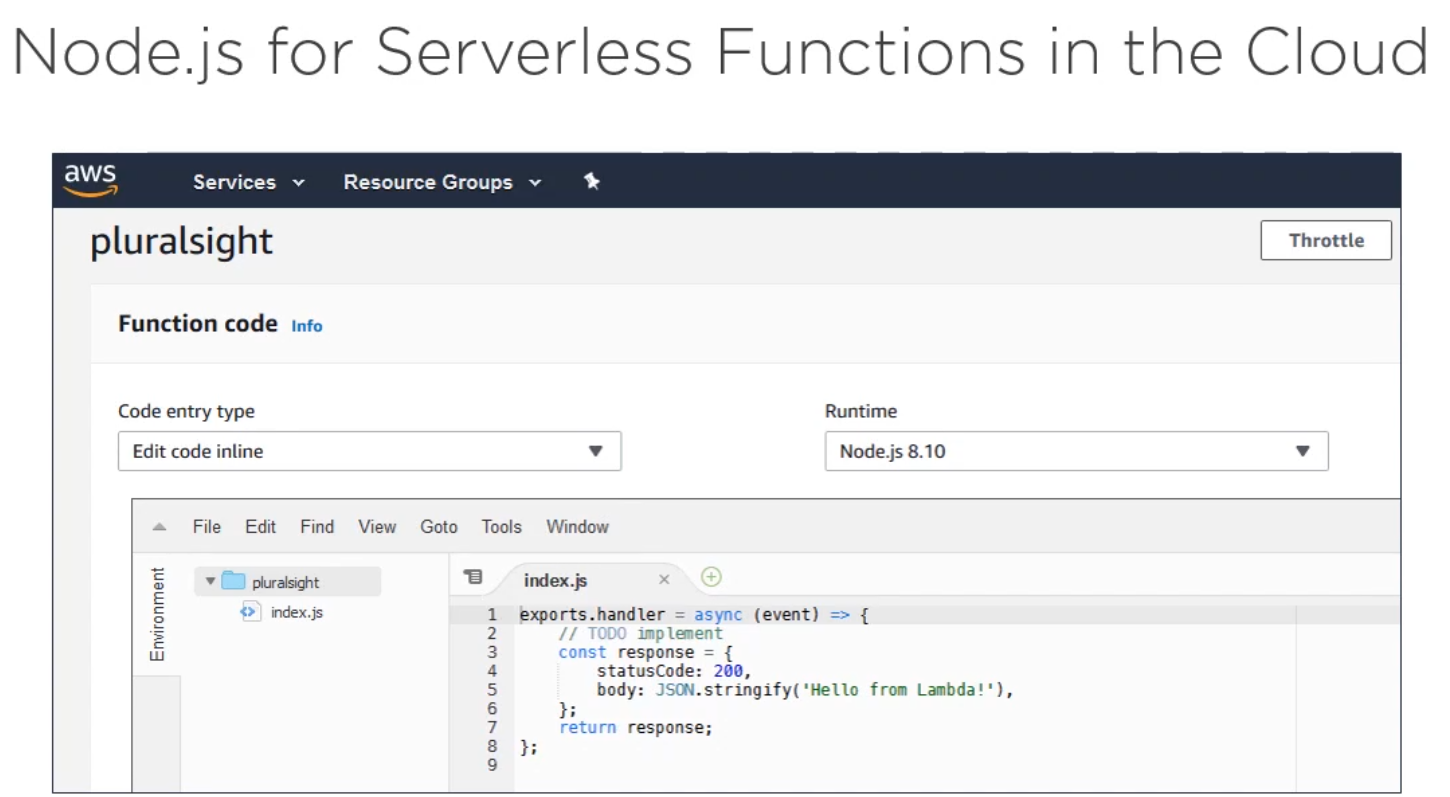 Node.js for Serverless Functions in the Cloud
aws Services Resource Groups
pluralsight Throttle
Function code Info
Code entry type Runtime
Edit code inline Node.js 8.10
File Edit Find View Goto Tools Window
Environment
pluralsight
index.js
index.js
1 exports.handler = async (event) => {
2     // TODO implement
3     const response = {
4         statusCode: 200,
5         body: JSON.stringify('Hello from Lambda!'),
6     };
7     return response;
8 };
9